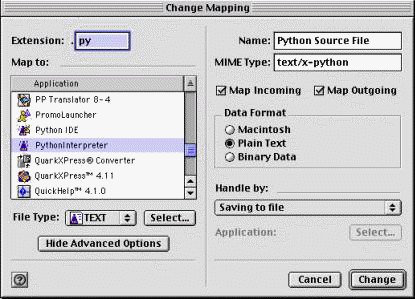 Change Mapping
Extension: .py
Map to:
Application
PP Translator 8-4
PromoLauncher
Python IDE
PythonInterpreter
QuarkXPress® Converter
QuarkXPress™ 4.11
QuickHelp™ 4.1.0
File Type: TEXT Select...
Hide Advanced Options
Name: Python Source File
MIME Type: text/x-python
Map Incoming Map Outgoing
Data Format
Macintosh
Plain Text
Binary Data
Handle by:
Saving to file
Application: Select...
? Cancel Change